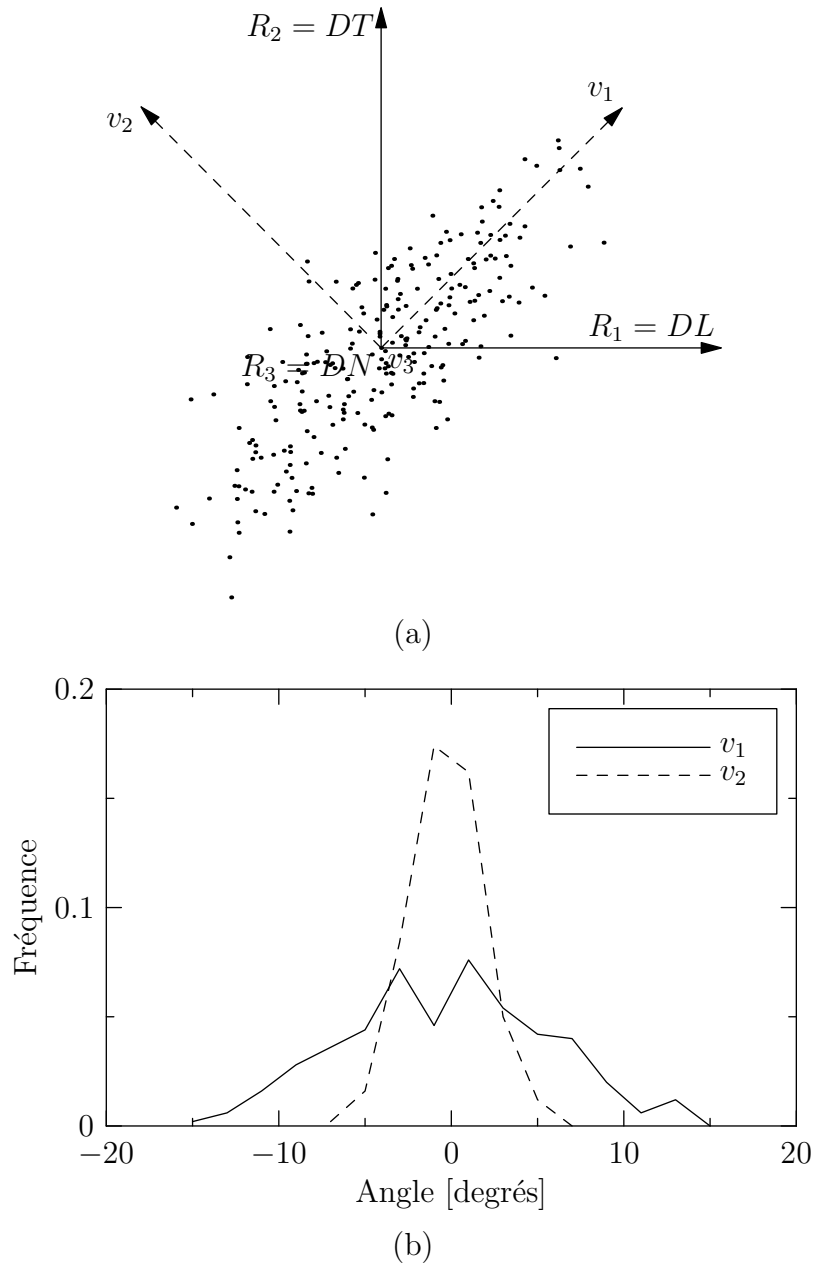 R₂ = DT
v₁
v₂
R₁ = DL
R₃ = DN v₃
(a)
0.2
v₁
v₂
0.1
Fréquence
0
−20 −10 0 10 20
Angle [degrés]
(b)